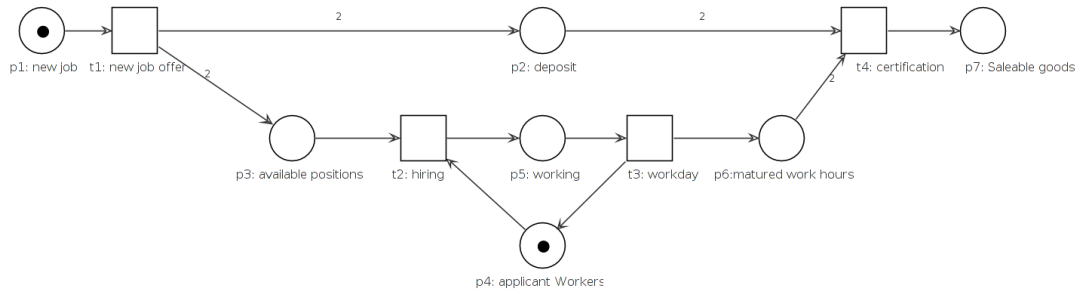 2
2
p1: new job
t1: new job offer
p2: deposit
t4: certification
p7: Saleable goods
2
2
p3: available positions
t2: hiring
p5: working
t3: workday
p6:matured work hours
p4: applicant Workers